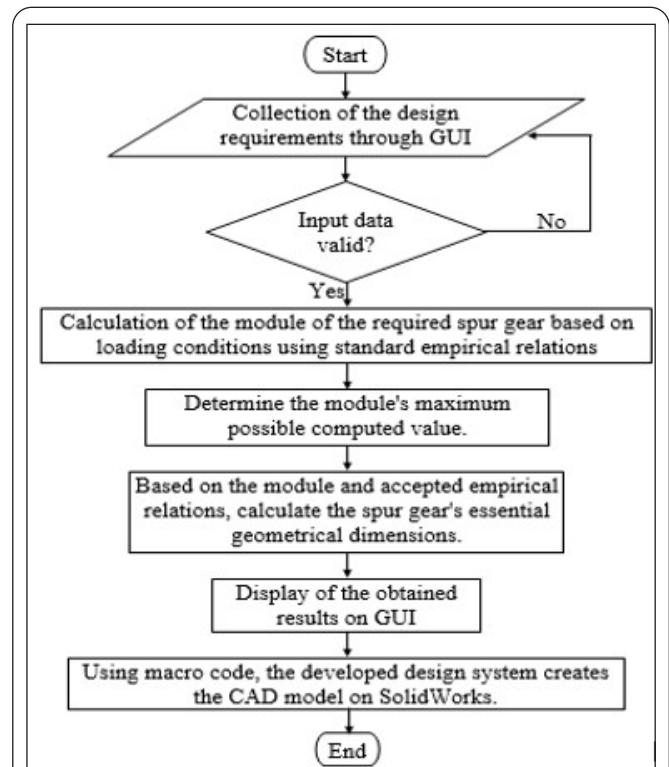 Start
Collection of the design
requirements through GUI
Input data
valid?
No
Yes
Calculation of the module of the required spur gear based on
loading conditions using standard empirical relations
Determine the module's maximum
possible computed value.
Based on the module and accepted empirical
relations, calculate the spur gear's essential
geometrical dimensions.
Display of the obtained
results on GUI
Using macro code, the developed design system creates
the CAD model on SolidWorks.
End